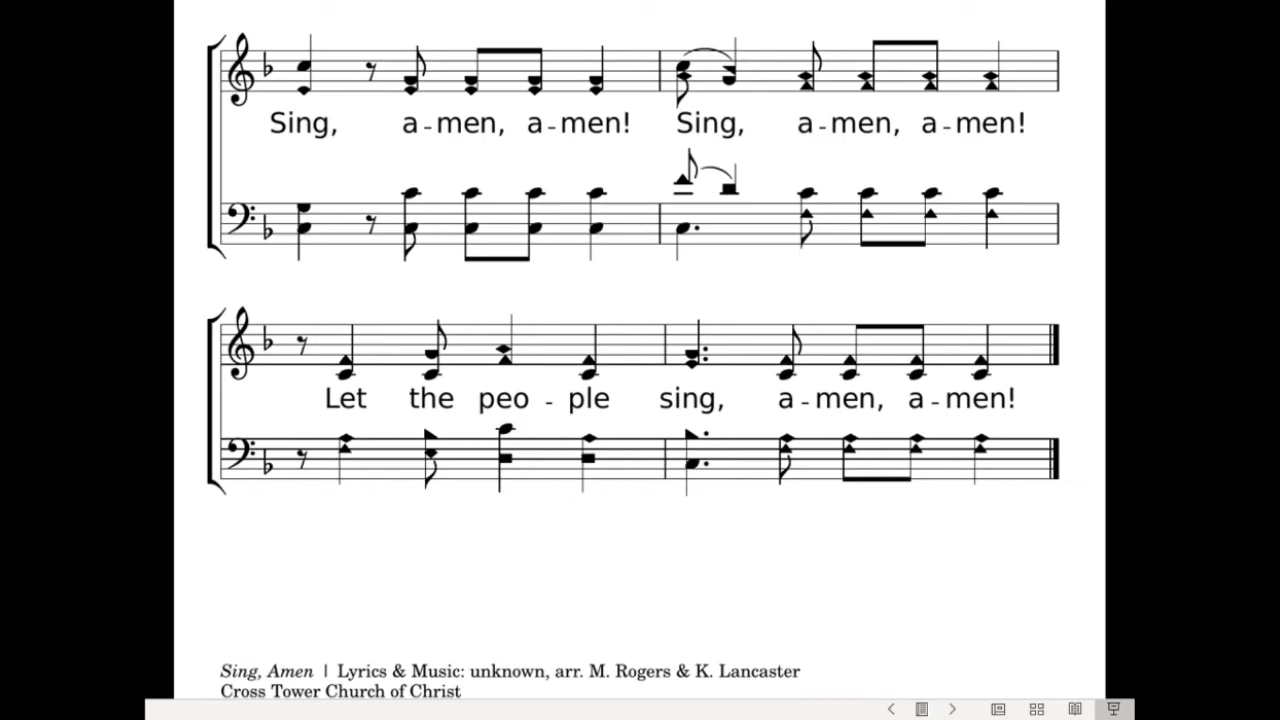 Sing, a-men, a-men! Sing, a-men, a-men!
Let the peo - ple sing, a-men, a-men!
Sing, Amen | Lyrics & Music: unknown, arr. M. Rogers & K. Lancaster
Cross Tower Church of Christ